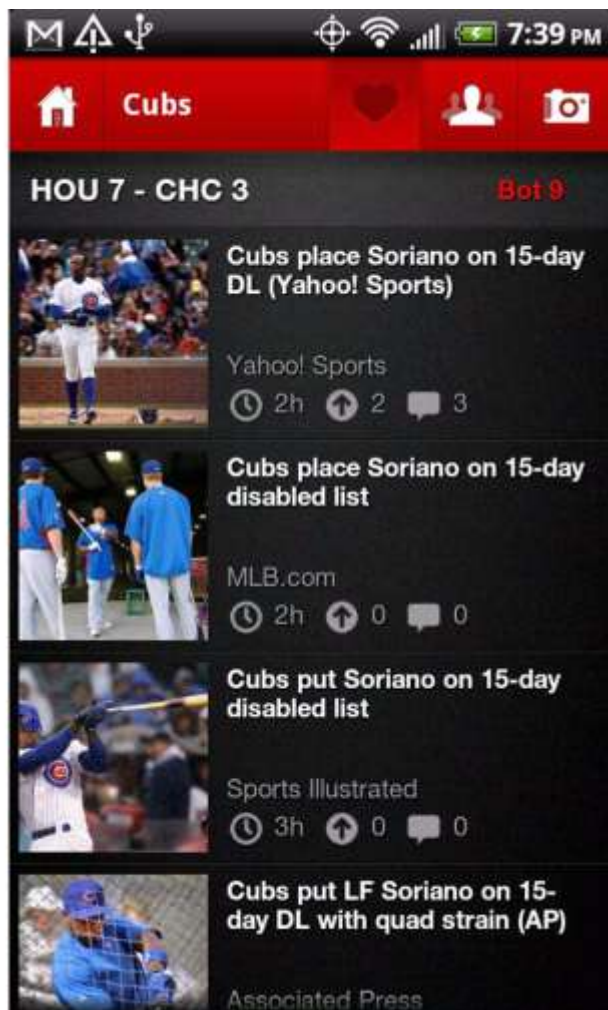 7:39 PM
Cubs
HOU 7 - CHC 3 Bot 9
Cubs place Soriano on 15-day
DL (Yahoo! Sports)
Yahoo! Sports
2h 2 3
Cubs place Soriano on 15-day
disabled list
MLB.com
2h 0 0
Cubs put Soriano on 15-day
disabled list
Sports Illustrated
3h 0 0
Cubs put LF Soriano on 15-
day DL with quad strain (AP)
Associated Press